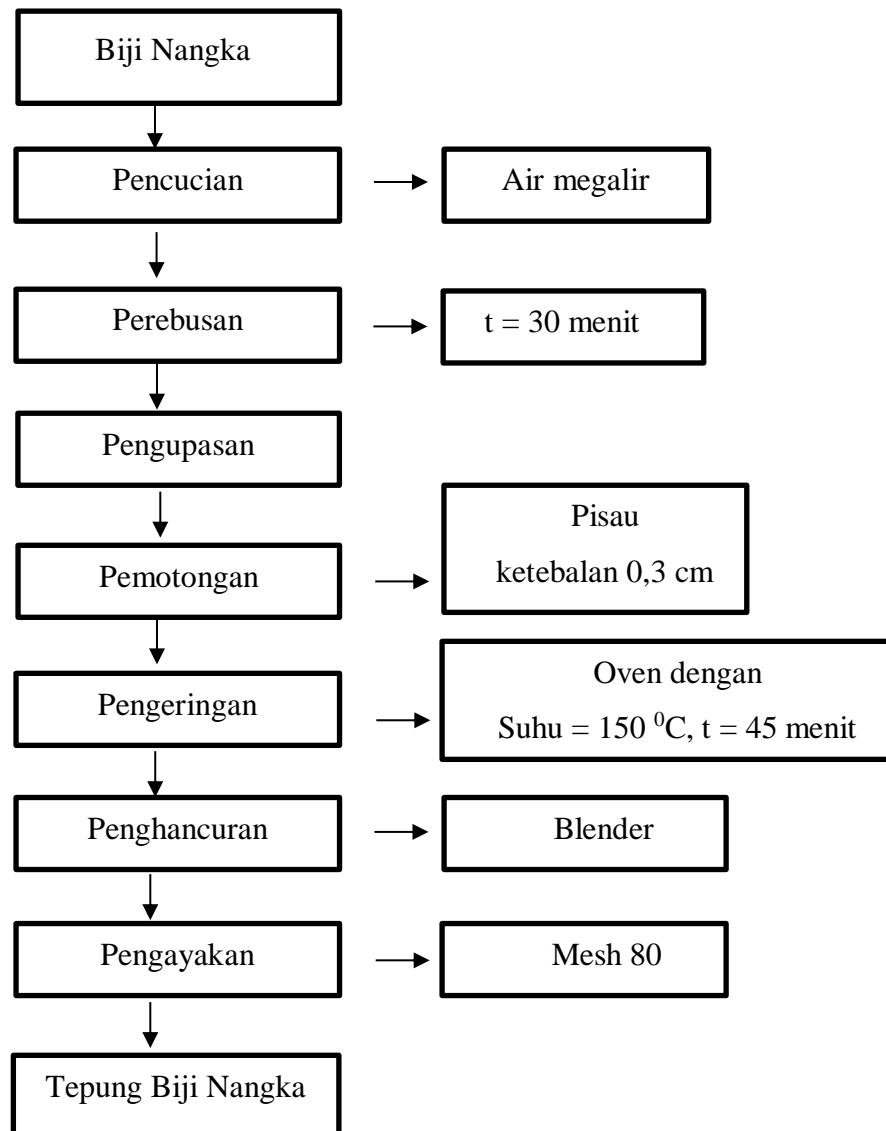 Biji Nangka
Pencucian
Air megalir
Perebusan
t = 30 menit
Pengupasan
Pemotongan
Pisau
ketebalan 0,3 cm
Pengeringan
Oven dengan
Suhu = 150 ⁰C, t = 45 menit
Penghancuran
Blender
Pengayakan
Mesh 80
Tepung Biji Nangka